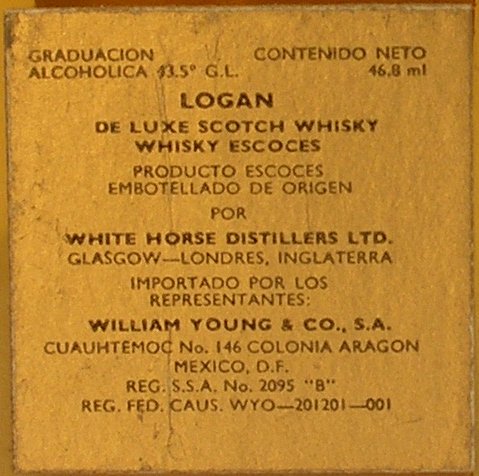 GRADUACION CONTENIDO NETO
ALCOHOLICA 43.5° G.L. 46.8 ml
LOGAN
DE LUXE SCOTCH WHISKY
WHISKY ESCOCES
PRODUCTO ESCOCES
EMBOTELLADO DE ORIGEN
POR
WHITE HORSE DISTILLERS LTD.
GLASGOW—LONDRES, INGLATERRA
IMPORTADO POR LOS
REPRESENTANTES:
WILLIAM YOUNG & CO., S.A.
CUAUHTEMOC No. 146 COLONIA ARAGON
MEXICO, D.F.
REG. S.S.A. No. 2095 "B"
REG. FED. CAUS. WYO—201201—001